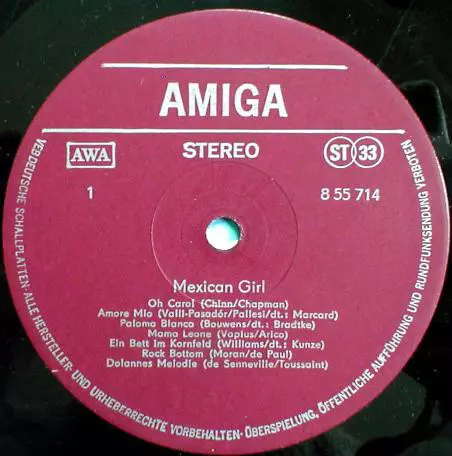 AMIGA
AWA
STEREO
ST 33
1
8 55 714
Mexican Girl
Oh Carol (Chinn/Chapman)
Amore Mio (Valli-Pasadór/Pallesi/dt.: Marcard)
Paloma Blanca (Bouwens/dt.: Bradtke)
Mama Leone (Vapius/Arico)
Ein Bett im Kornfeld (Williams/dt.: Kunze)
Rock Bottom (Moran/de Paul)
Dolannes Melodie (de Senneville/Toussaint)
VEB DEUTSCHE SCHALLPLATTEN · ALLE HERSTELLER- UND URHEBERRECHTE VORBEHALTEN · ÜBERSPIELUNG, ÖFFENTLICHE AUFFÜHRUNG UND RUNDFUNKSENDUNG VERBOTEN